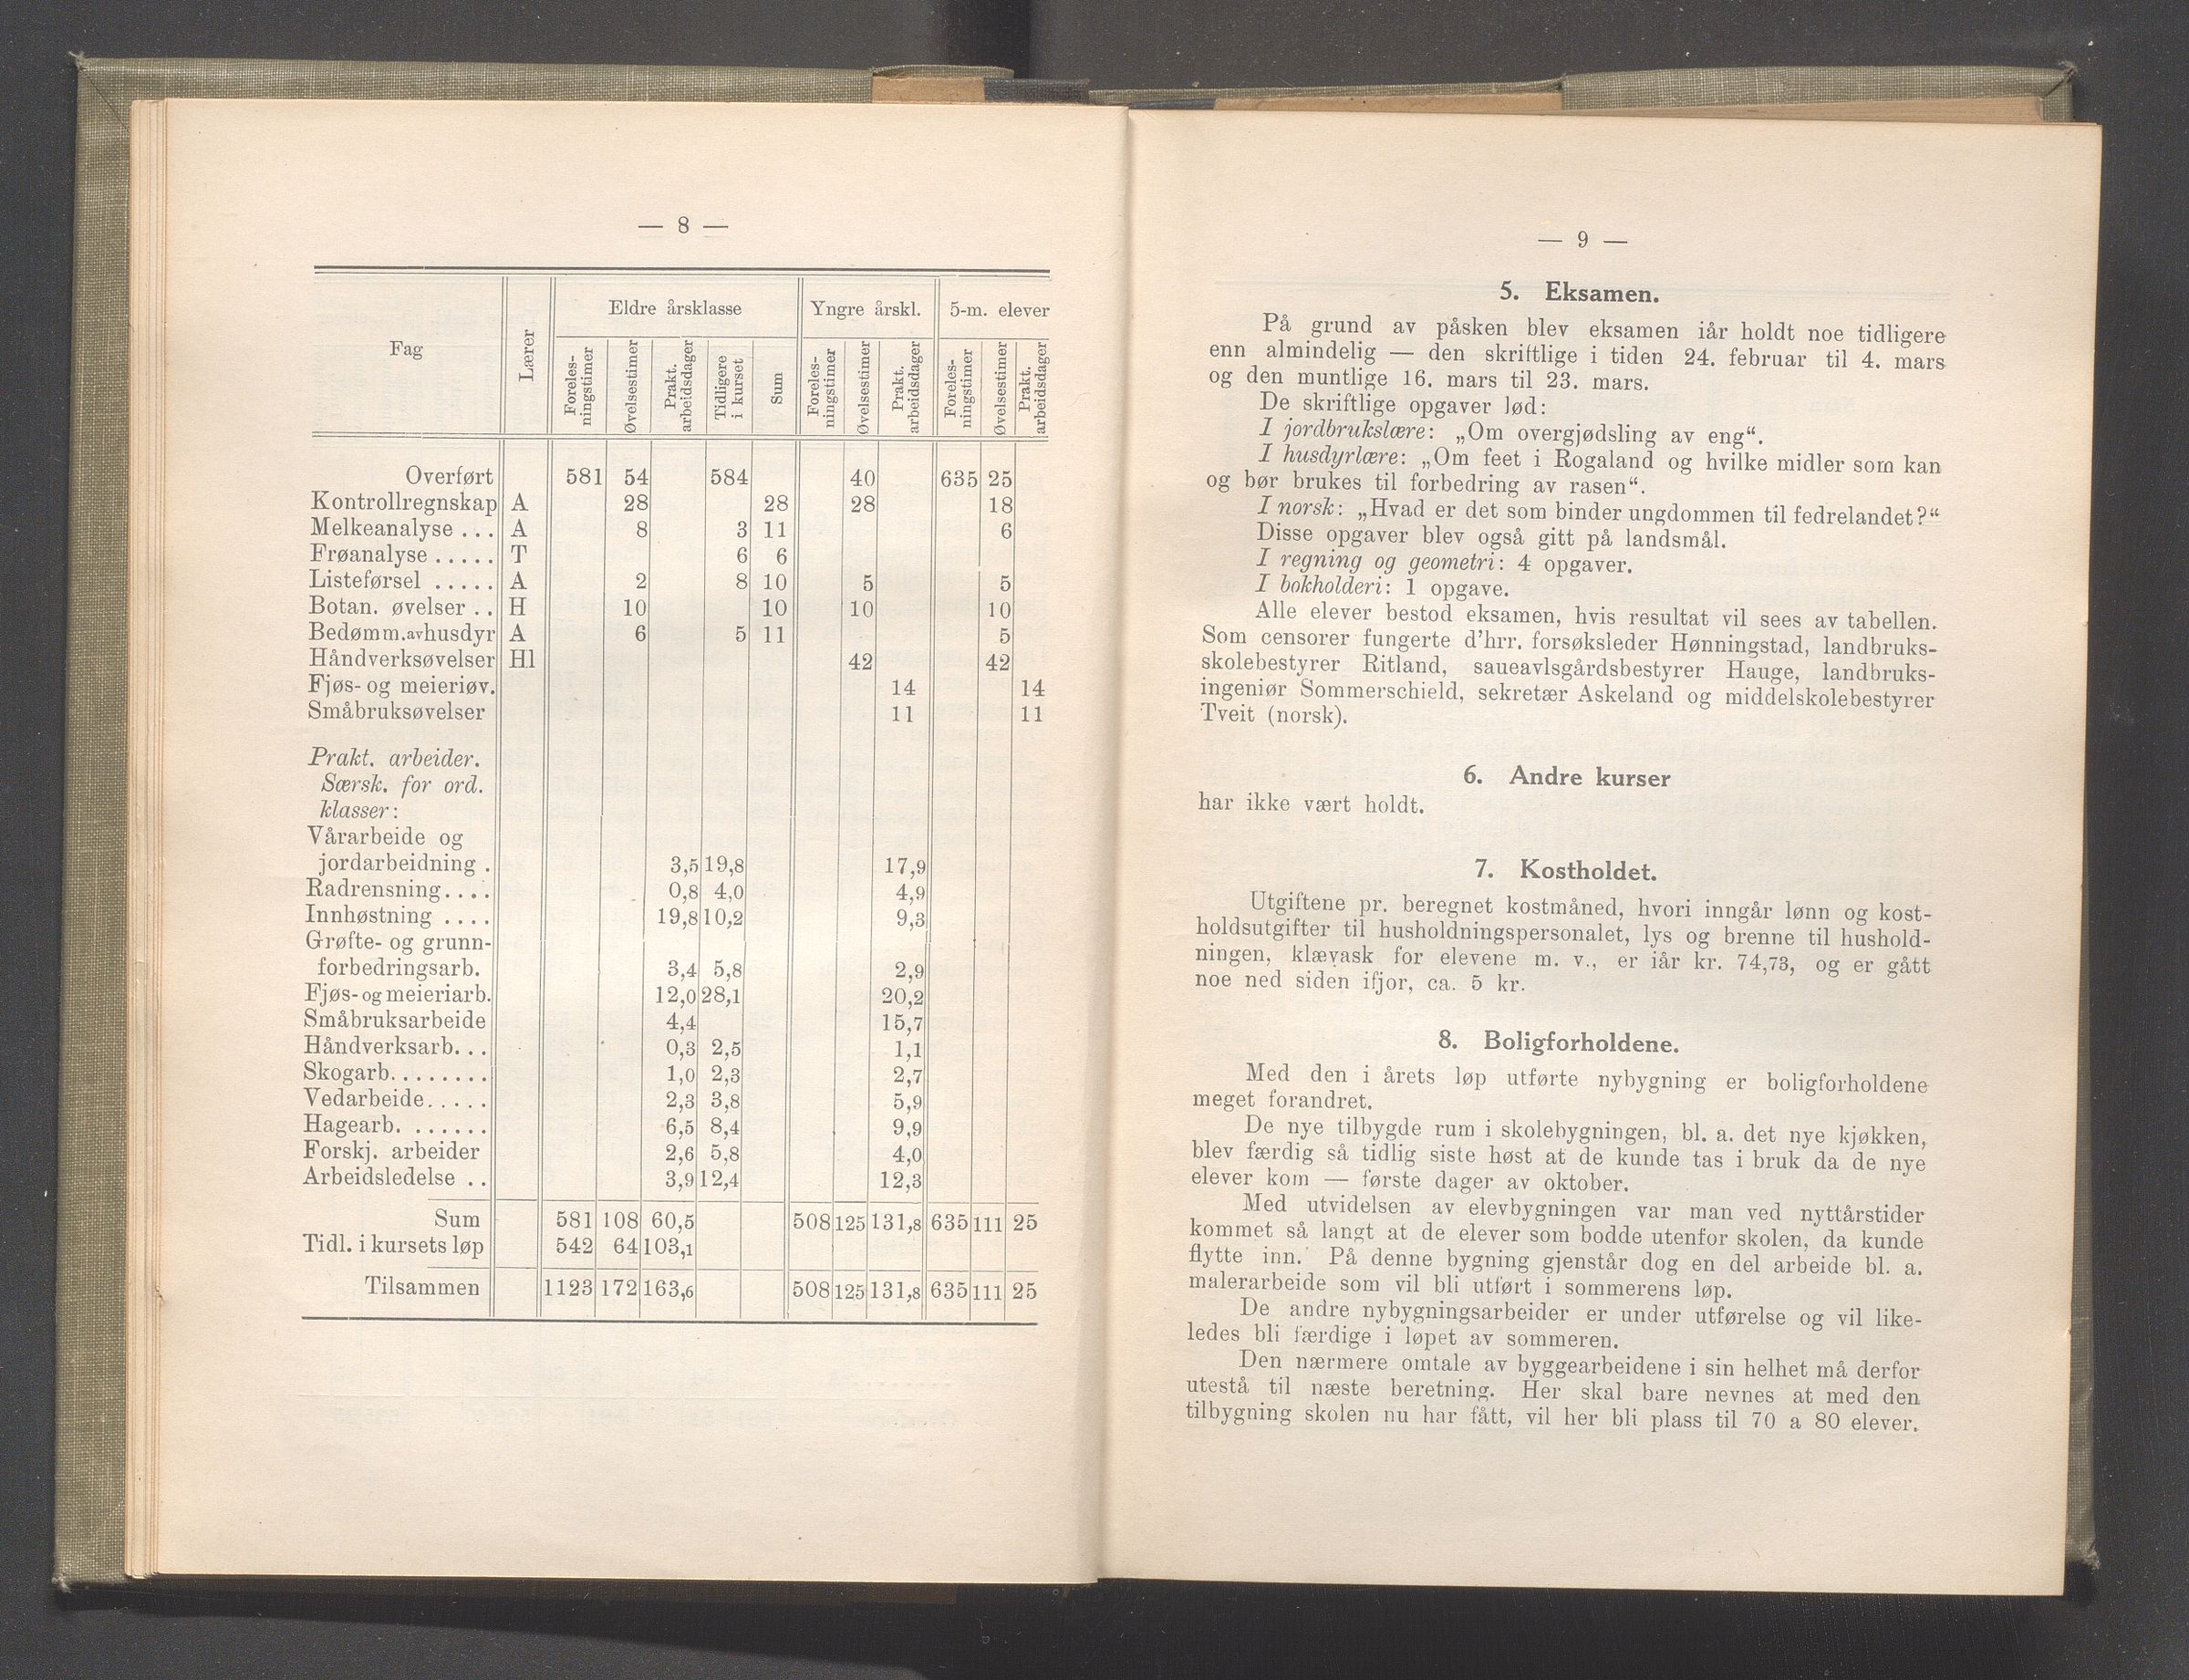 — 8 —
Fag Lærer Eldre årsklasse Yngre årskl. 5-m. elever
Foreles-ningstimer Øvelsestimer Prakt. arbeidsdager Tidligere i kurset Sum Foreles-ningstimer Øvelsestimer Prakt. arbeidsdager Foreles-ningstimer Øvelsestimer Prakt. arbeidsdager
Overført 581 54 584 40 635 25
Kontrollregnskap A 28 28 28 18
Melkeanalyse ... A 8 3 11 6
Frøanalyse ..... T 6 6
Listeførsel ..... A 2 8 10 5 5
Botan. øvelser .. H 10 10 10 10
Bedømm. av husdyr A 6 5 11 5
Håndverksøvelser Hl 42 42
Fjøs- og meieriøv. 14 14
Småbruksøvelser 11 11
Prakt. arbeider.
Særsk. for ord.
klasser:
Vårarbeide og
jordarbeidning . 3,5 19,8 17,9
Radrensning.... 0,8 4,0 4,9
Innhøstning .... 19,8 10,2 9,3
Grøfte- og grunn-
forbedringsarb. 3,4 5,8 2,9
Fjøs- og meieriarb. 12,0 28,1 20,2
Småbruksarbeide 4,4 15,7
Håndverksarb... 0,3 2,5 1,1
Skogarb........ 1,0 2,3 2,7
Vedarbeide..... 2,3 3,8 5,9
Hagearb. ...... 6,5 8,4 9,9
Forskj. arbeider 2,6 5,8 4,0
Arbeidsledelse .. 3,9 12,4 12,3
Sum 581 108 60,5 508 125 131,8 635 111 25
Tidl. i kursets løp 542 64 103,1
Tilsammen 1123 172 163,6 508 125 131,8 635 111 25
— 9 —
5. Eksamen.
På grund av påsken blev eksamen iår holdt noe tidligere
enn almindelig — den skriftlige i tiden 24. februar til 4. mars
og den muntlige 16. mars til 23. mars.
De skriftlige opgaver lød:
I jordbrukslære: „Om overgjødsling av eng“.
I husdyrlære: „Om feet i Rogaland og hvilke midler som kan
og bør brukes til forbedring av rasen“.
I norsk: „Hvad er det som binder ungdommen til fedrelandet?“
Disse opgaver blev også gitt på landsmål.
I regning og geometri: 4 opgaver.
I bokholderi: 1 opgave.
Alle elever bestod eksamen, hvis resultat vil sees av tabellen.
Som censorer fungerte d'hrr. forsøksleder Hønningstad, landbruks-
skolebestyrer Ritland, saueavlsgårdsbestyrer Hauge, landbruks-
ingeniør Sommerschield, sekretær Askeland og middelskolebestyrer
Tveit (norsk).
6. Andre kurser
har ikke vært holdt.
7. Kostholdet.
Utgiftene pr. beregnet kostmåned, hvori inngår lønn og kost-
holdsutgifter til husholdningspersonalet, lys og brenne til hushold-
ningen, klævask for elevene m. v., er iår kr. 74,73, og er gått
noe ned siden ifjor, ca. 5 kr.
8. Boligforholdene.
Med den i årets løp utførte nybygning er boligforholdene
meget forandret.
De nye tilbygde rum i skolebygningen, bl. a. det nye kjøkken,
blev færdig så tidlig siste høst at de kunde tas i bruk da de nye
elever kom — første dager av oktober.
Med utvidelsen av elevbygningen var man ved nyttårstider
kommet så langt at de elever som bodde utenfor skolen, da kunde
flytte inn. På denne bygning gjenstår dog en del arbeide bl. a.
malerarbeide som vil bli utført i sommerens løp.
De andre nybygningsarbeider er under utførelse og vil like-
ledes bli færdige i løpet av sommeren.
Den nærmere omtale av byggearbeidene i sin helhet må derfor
utestå til næste beretning. Her skal bare nevnes at med den
tilbygning skolen nu har fått, vil her bli plass til 70 a 80 elever.